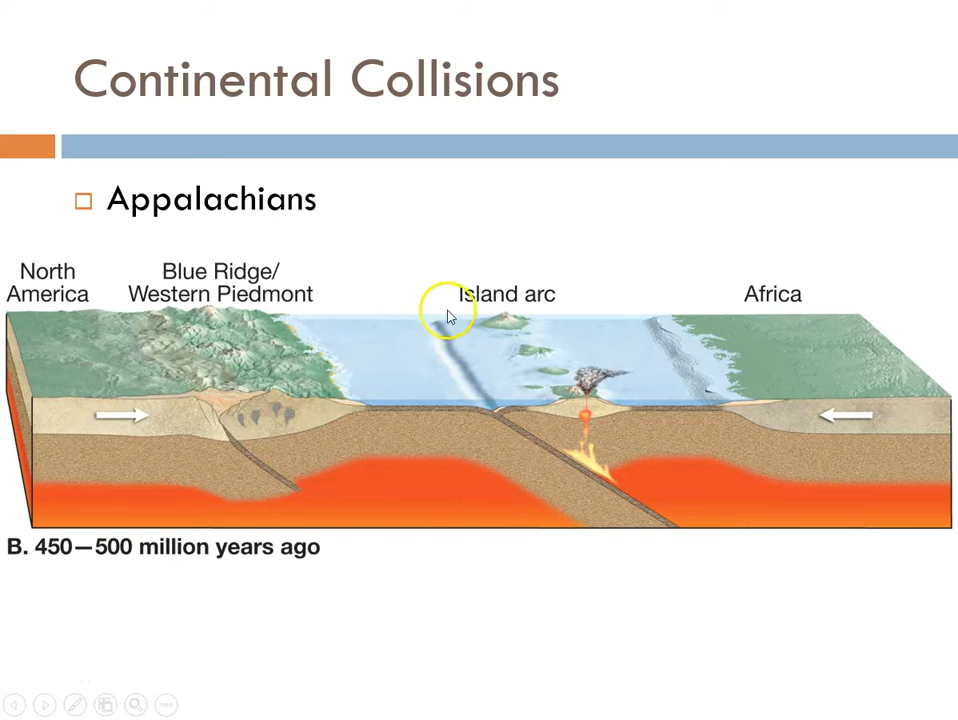 Continental Collisions
Appalachians
North
America
Blue Ridge/
Western Piedmont
Island arc
Africa
B. 450—500 million years ago